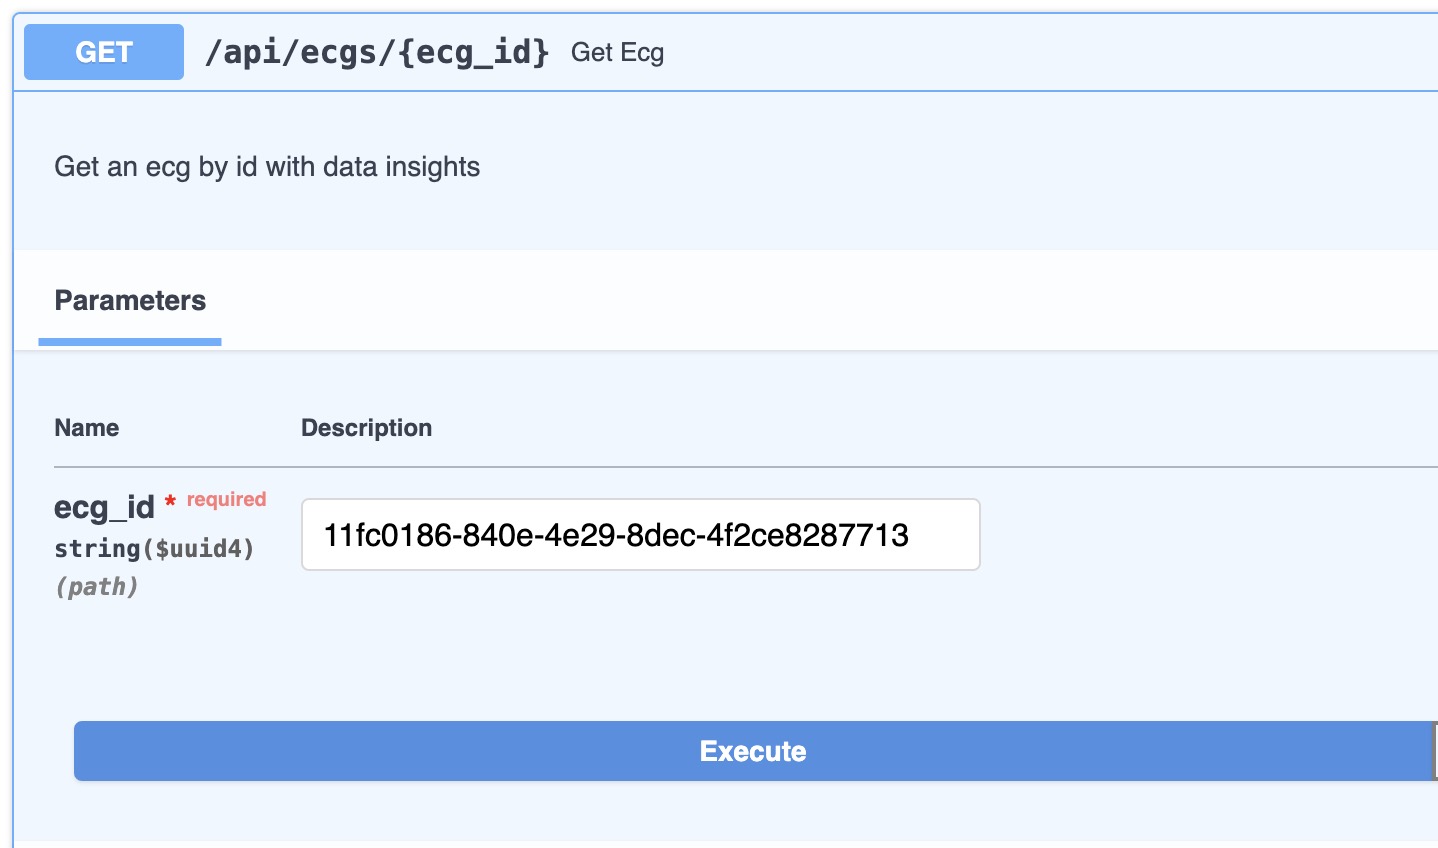 GET /api/ecgs/{ecg_id} Get Ecg
Get an ecg by id with data insights
Parameters
Name Description
ecg_id * required
string($uuid4)
(path)
11fc0186-840e-4e29-8dec-4f2ce8287713
Execute